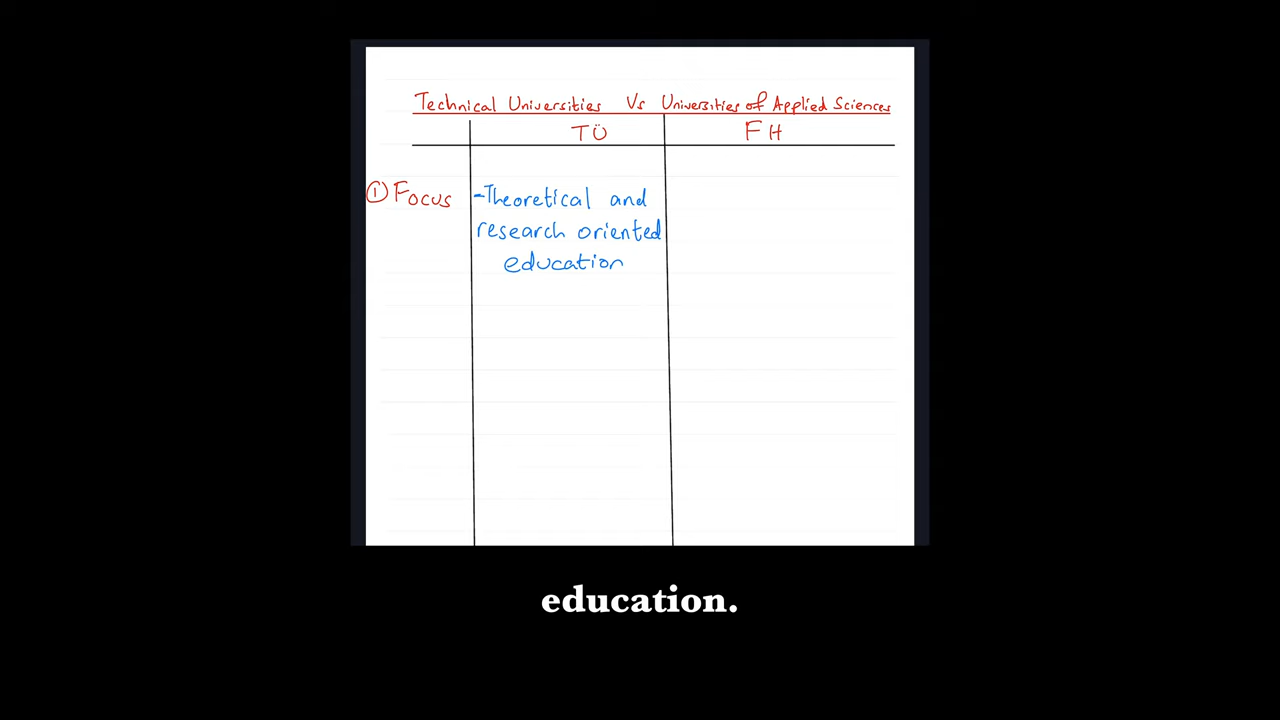 Technical Universities Vs Universities of Applied Sciences
TÜ FH
① Focus -Theoretical and
research oriented
education
education.